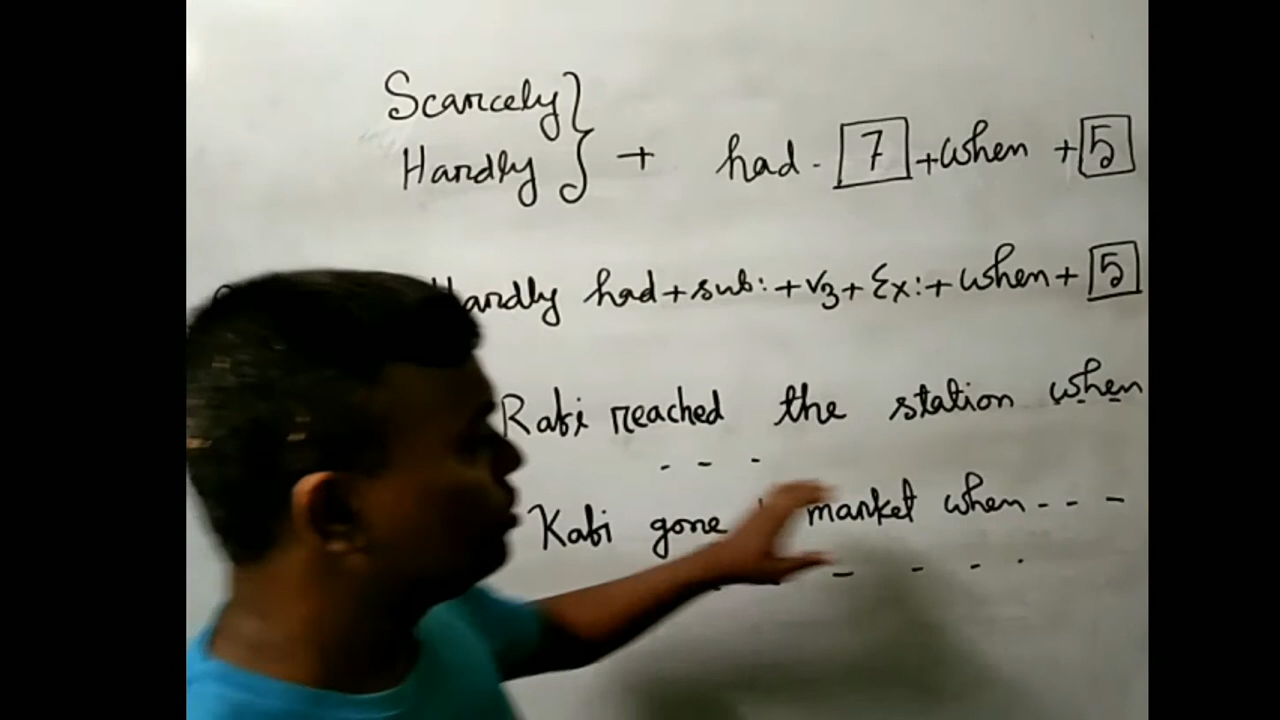 Scarcely
Hardly } + had - 7 + when + 5
Hardly had + sub: + V3 + Ex: + when + 5
Rabi reached the station when
- - -
Kabi gone market when - - -
- - - -